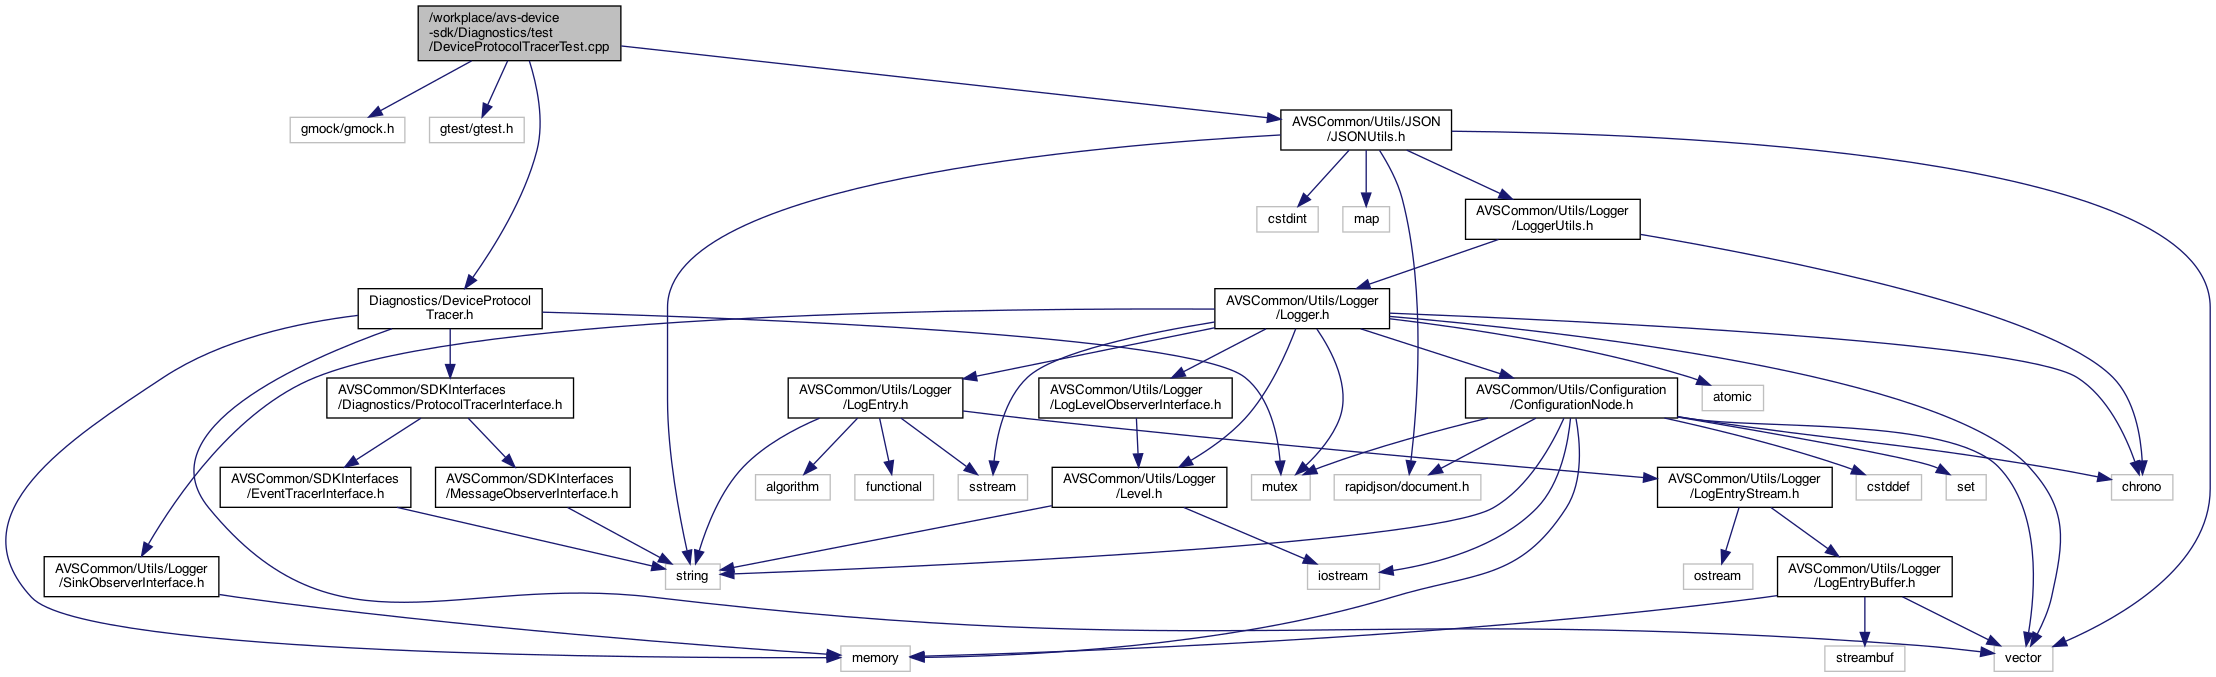 /workplace/avs-device
-sdk/Diagnostics/test
/DeviceProtocolTracerTest.cpp
gmock/gmock.h
gtest/gtest.h
AVSCommon/Utils/JSON
/JSONUtils.h
cstdint
map
AVSCommon/Utils/Logger
/LoggerUtils.h
Diagnostics/DeviceProtocol
Tracer.h
AVSCommon/Utils/Logger
/Logger.h
AVSCommon/SDKInterfaces
/Diagnostics/ProtocolTracerInterface.h
AVSCommon/Utils/Logger
/LogEntry.h
AVSCommon/Utils/Logger
/LogLevelObserverInterface.h
AVSCommon/Utils/Configuration
/ConfigurationNode.h
atomic
AVSCommon/SDKInterfaces
/EventTracerInterface.h
AVSCommon/SDKInterfaces
/MessageObserverInterface.h
algorithm
functional
sstream
AVSCommon/Utils/Logger
/Level.h
mutex
rapidjson/document.h
AVSCommon/Utils/Logger
/LogEntryStream.h
cstddef
set
chrono
AVSCommon/Utils/Logger
/SinkObserverInterface.h
string
iostream
ostream
AVSCommon/Utils/Logger
/LogEntryBuffer.h
memory
streambuf
vector